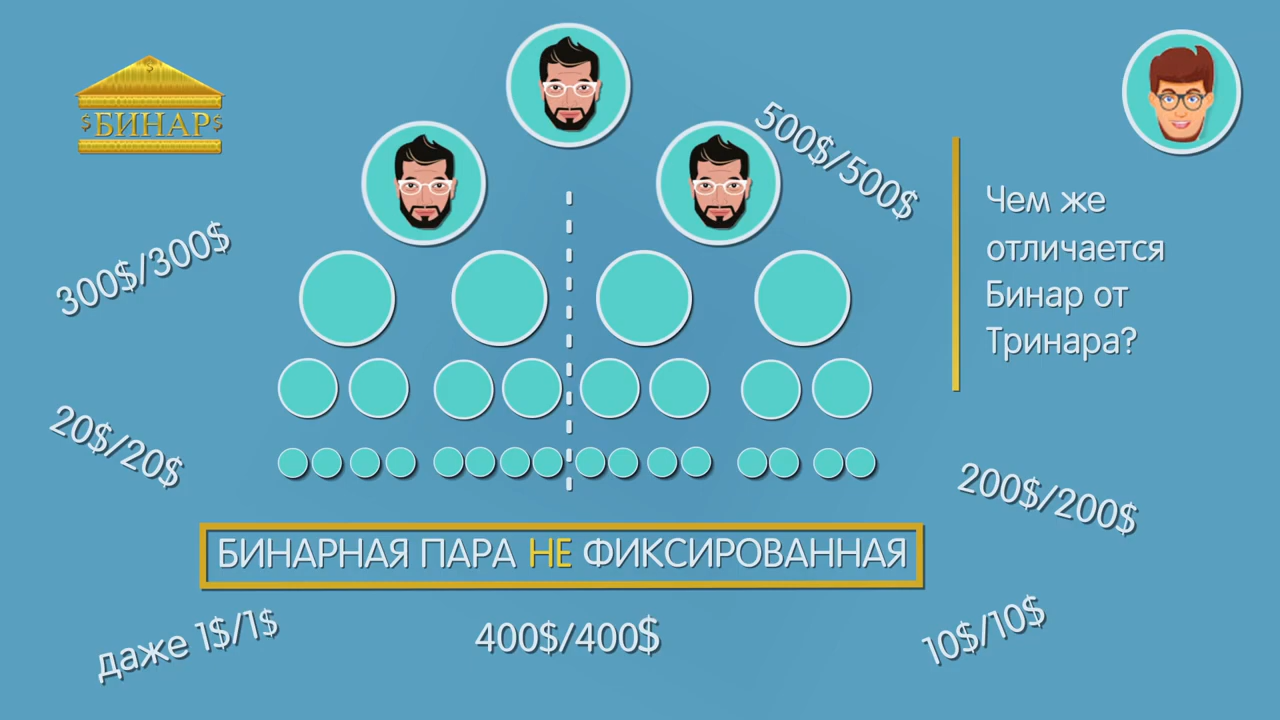 $БИНАР$
500$/500$
Чем же
отличается
Бинар от
Тринара?
300$/300$
20$/20$
200$/200$
БИНАРНАЯ ПАРА НЕ ФИКСИРОВАННАЯ
даже 1$/1$
400$/400$
10$/10$